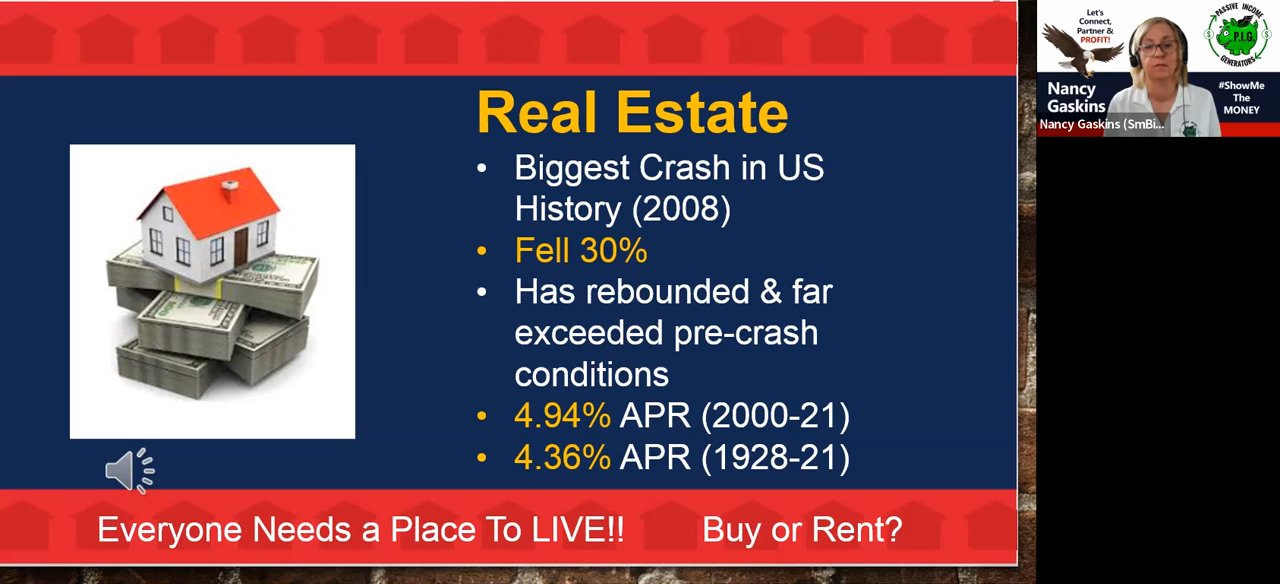 Real Estate
• Biggest Crash in US
History (2008)
• Fell 30%
• Has rebounded & far
exceeded pre-crash
conditions
• 4.94% APR (2000-21)
• 4.36% APR (1928-21)
Everyone Needs a Place To LIVE!! Buy or Rent?
Let's
Connect,
Partner &
PROFIT!
Nancy
Gaskins
Nancy Gaskins (SmBi...
PASSIVE INCOME
P.I.G.
GENERATORS
#ShowMe
The
MONEY